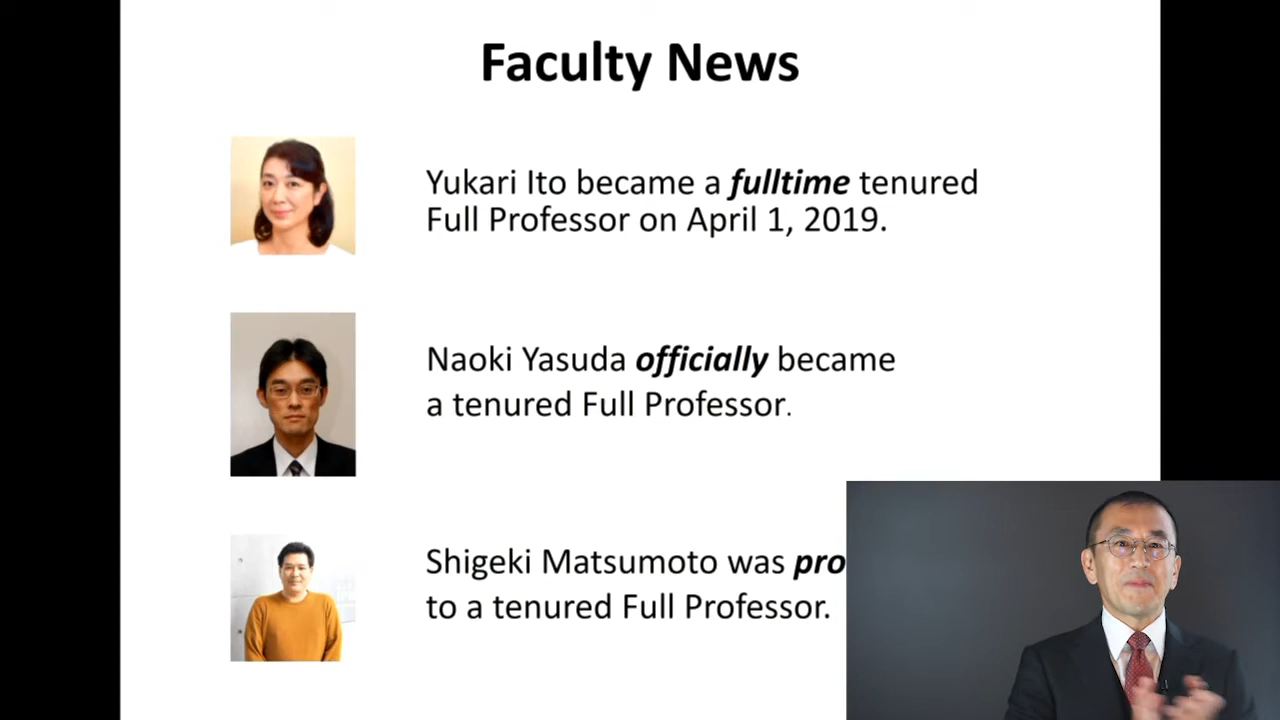 Faculty News
Yukari Ito became a fulltime tenured
Full Professor on April 1, 2019.
Naoki Yasuda officially became
a tenured Full Professor.
Shigeki Matsumoto was pro
to a tenured Full Professor.